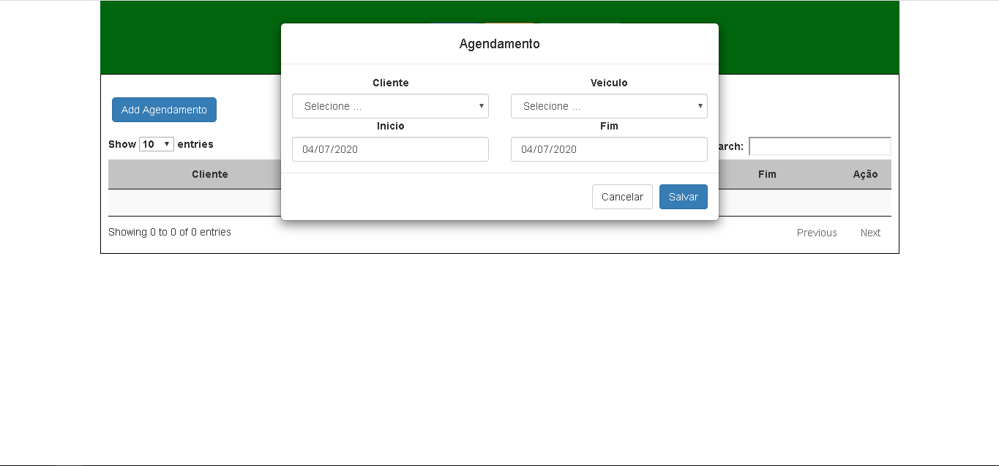 Agendamento
Cliente Veiculo
Selecione ... Selecione ...
Inicio Fim
04/07/2020 04/07/2020
Cancelar Salvar
Add Agendamento
Show 10 entries
arch:
Cliente Fim Ação
Showing 0 to 0 of 0 entries
Previous Next